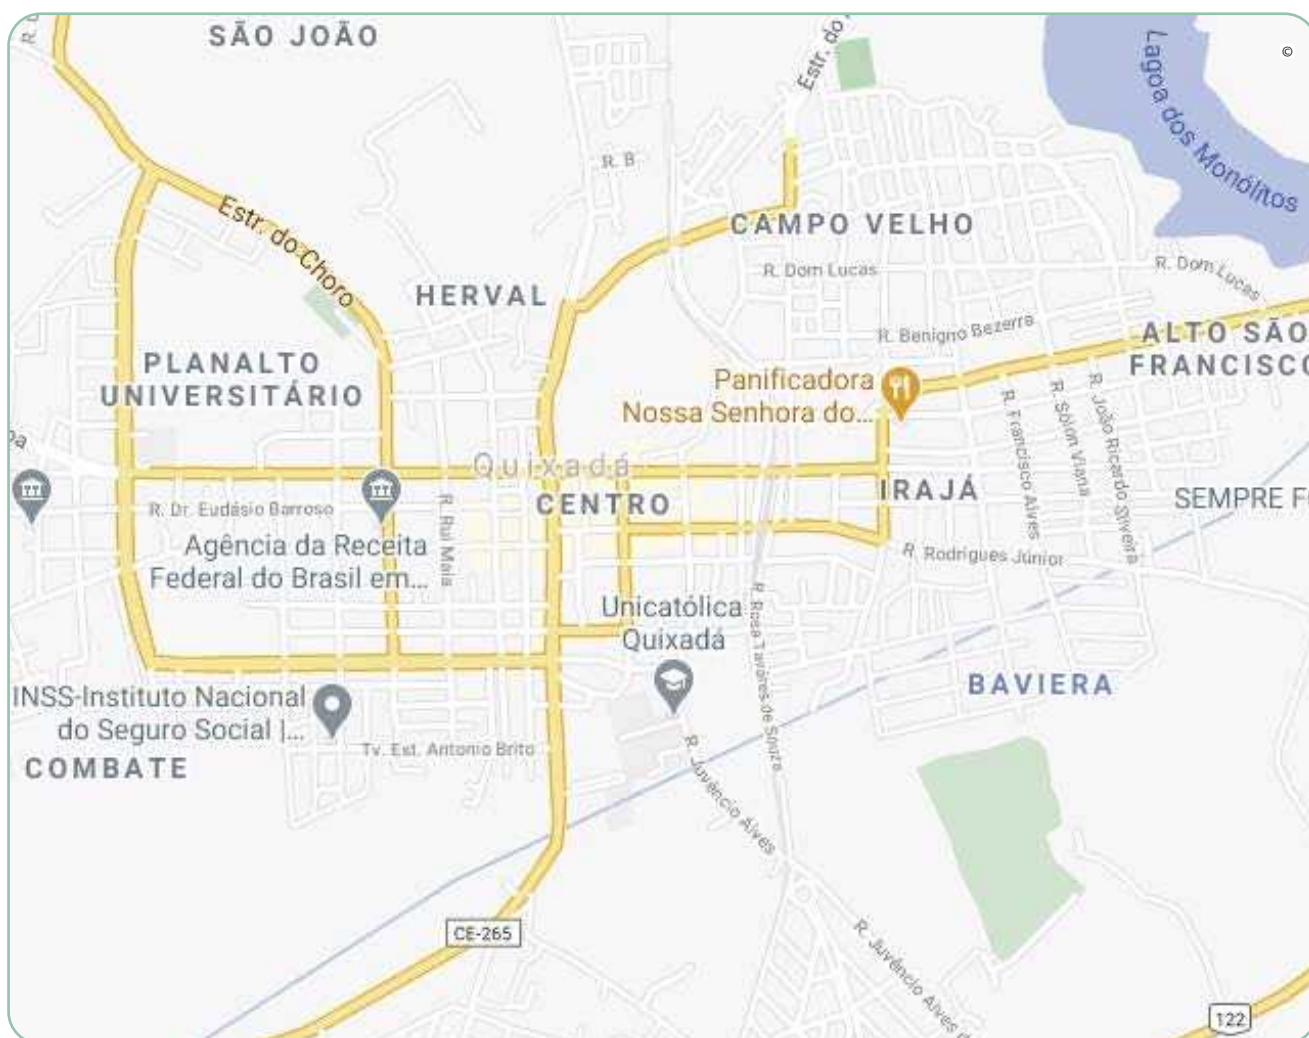 SÃO JOÃO
Estr. do
©
Lagoa dos Monólitos
R. B
Estr. do Choro
CAMPO VELHO
R. Dom Lucas
R. Dom Lucas
HERVAL
R. Benigno Bezerra
ALTO SÃO
FRANCISCO
PLANALTO
UNIVERSITÁRIO
Panificadora
Nossa Senhora do...
R. Francisco Alves
R. Sólon Viana
R. João Ricardo Silveira
Quixadá
CENTRO
IRAJÁ
SEMPRE F
R. Dr. Eudásio Barroso
R. Rui Maia
Agência da Receita
Federal do Brasil em...
R. Rodrigues Júnior
Unicatólica
Quixadá
R. Rosa Tavares de Souza
BAVIERA
INSS-Instituto Nacional
do Seguro Social |...
Tv. Est. Antonio Brito
COMBATE
R. Juvêncio Alves
CE-265
R. Juvêncio Alves
122